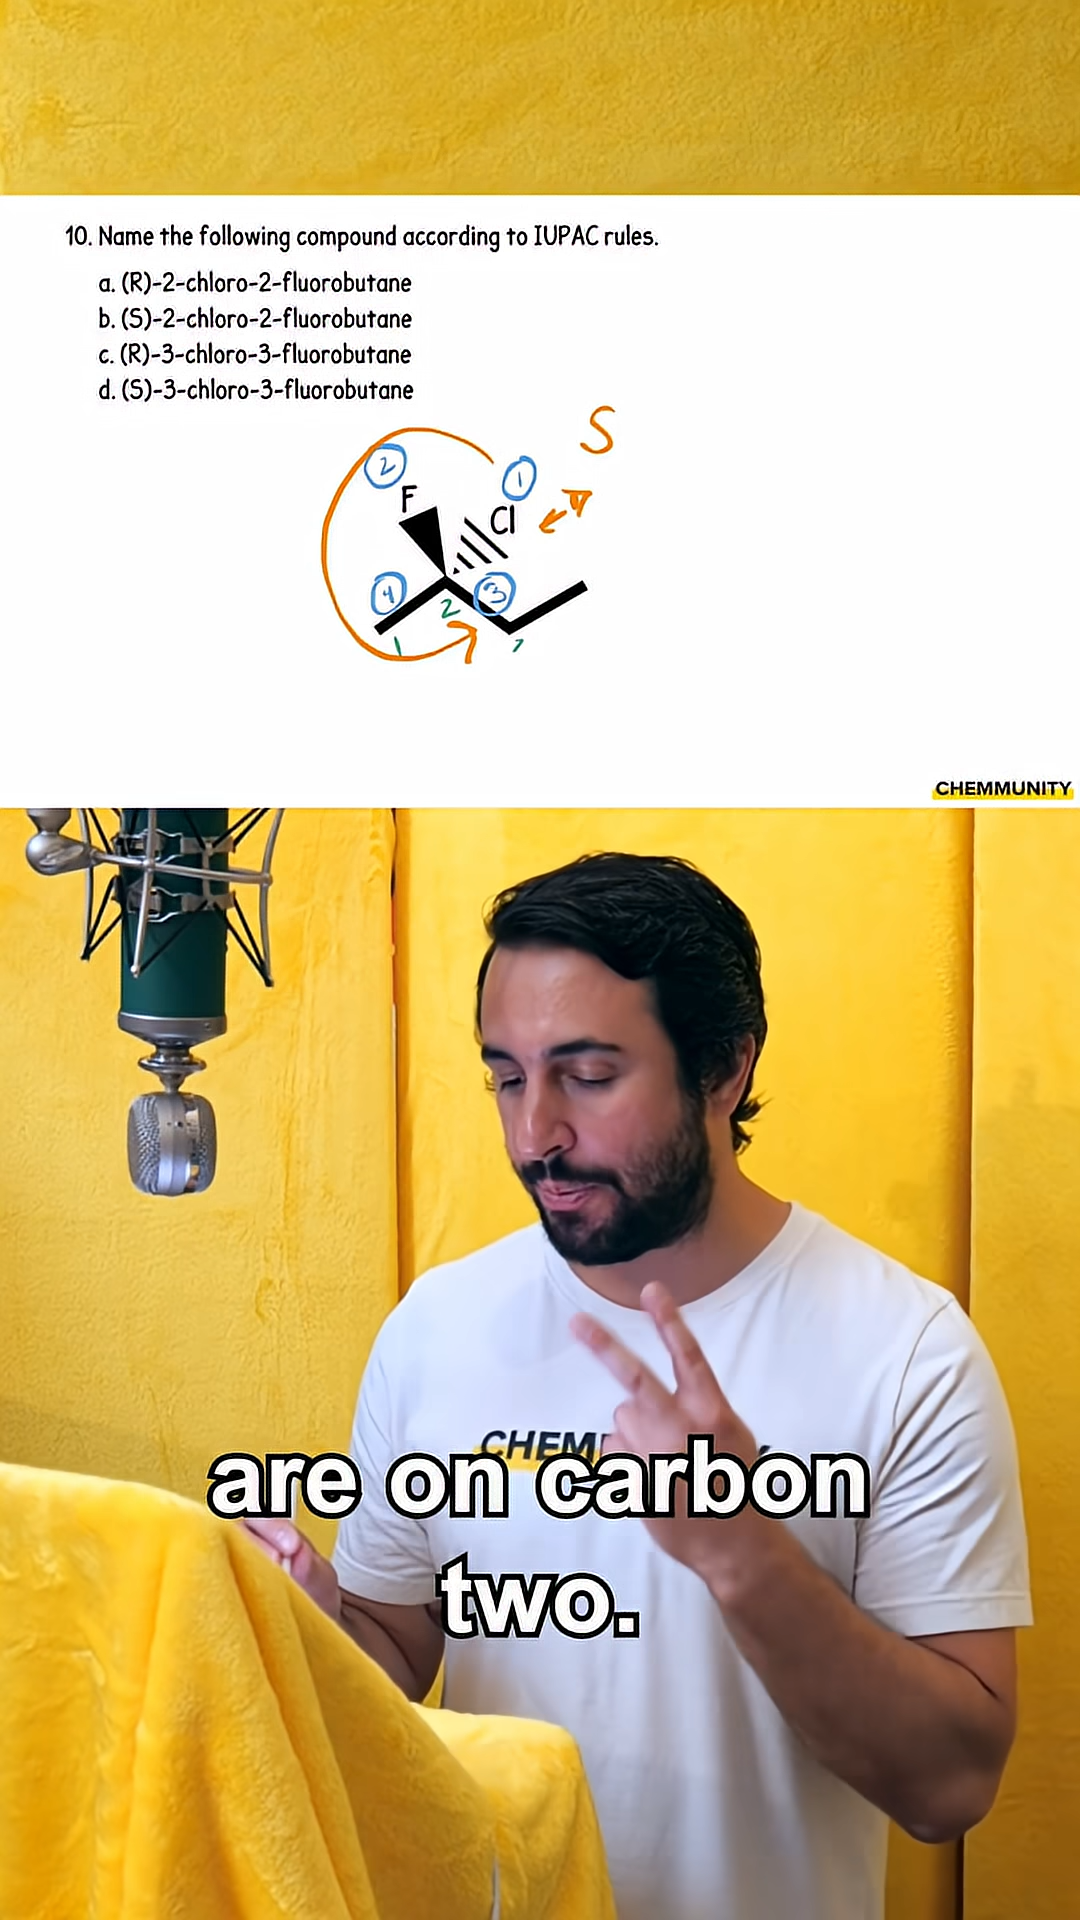 10. Name the following compound according to IUPAC rules.
a. (R)-2-chloro-2-fluorobutane
b. (S)-2-chloro-2-fluorobutane
c. (R)-3-chloro-3-fluorobutane
d. (S)-3-chloro-3-fluorobutane
S
2
1
F
Cl
4
3
2
1
CHEMMUNITY
CHEM
are on carbon
two.